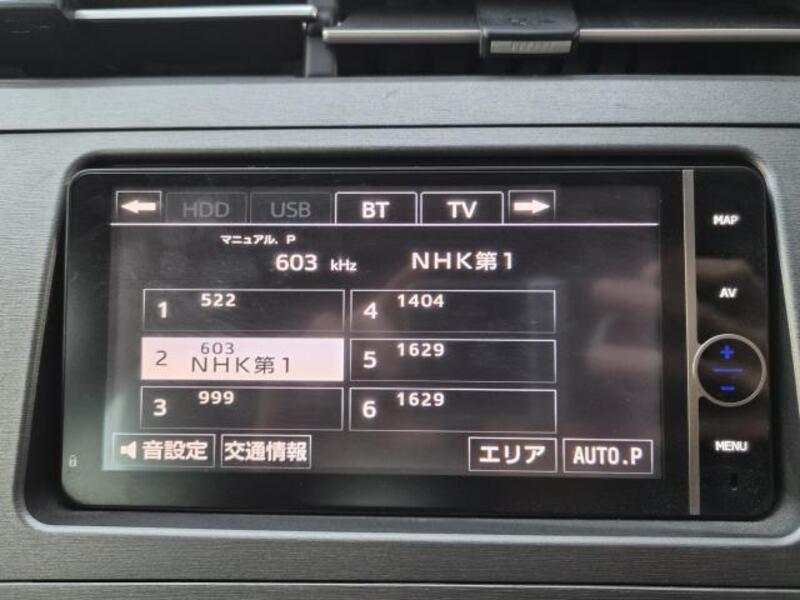 HDD USB BT TV
マニュアル. P
603 kHz NHK第1
1 522
4 1404
2 603 NHK第1
5 1629
3 999
6 1629
音設定 交通情報 エリア AUTO.P
MAP
AV
+
-
MENU